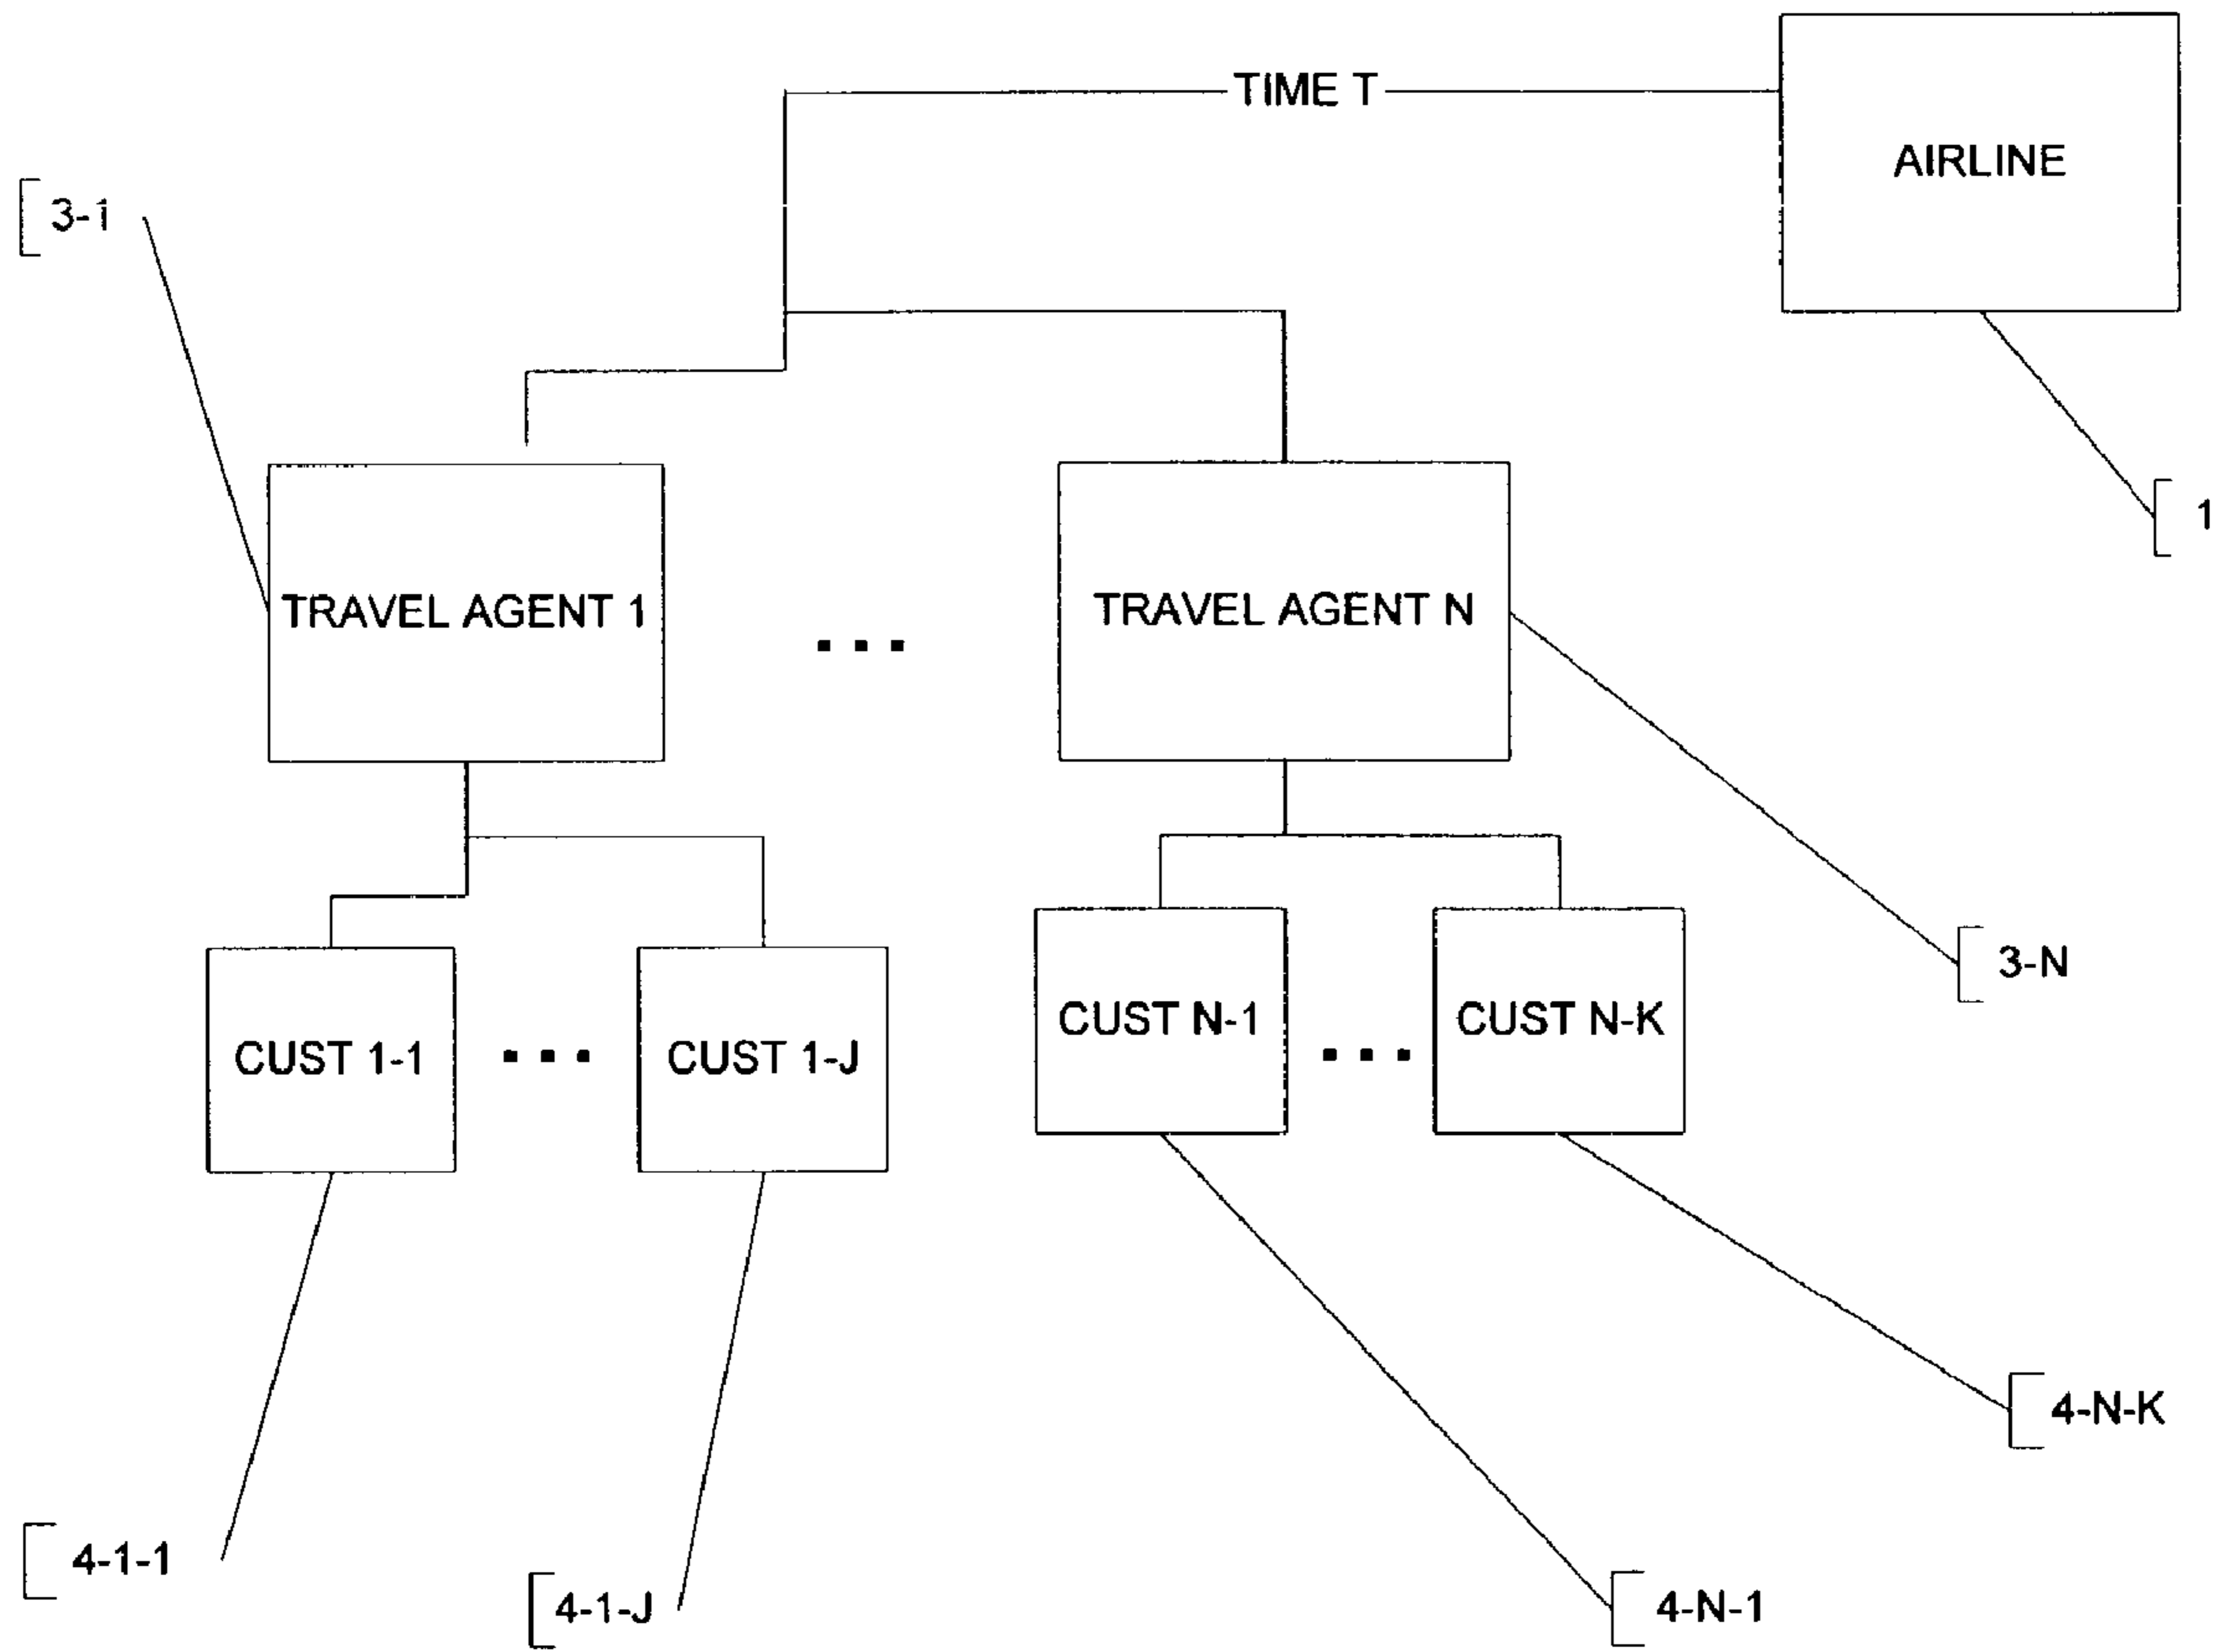 TIME T
AIRLINE
3-1
1
TRAVEL AGENT 1
...
TRAVEL AGENT N
3-N
CUST 1-1
...
CUST 1-J
CUST N-1
...
CUST N-K
4-N-K
4-1-1
4-1-J
4-N-1